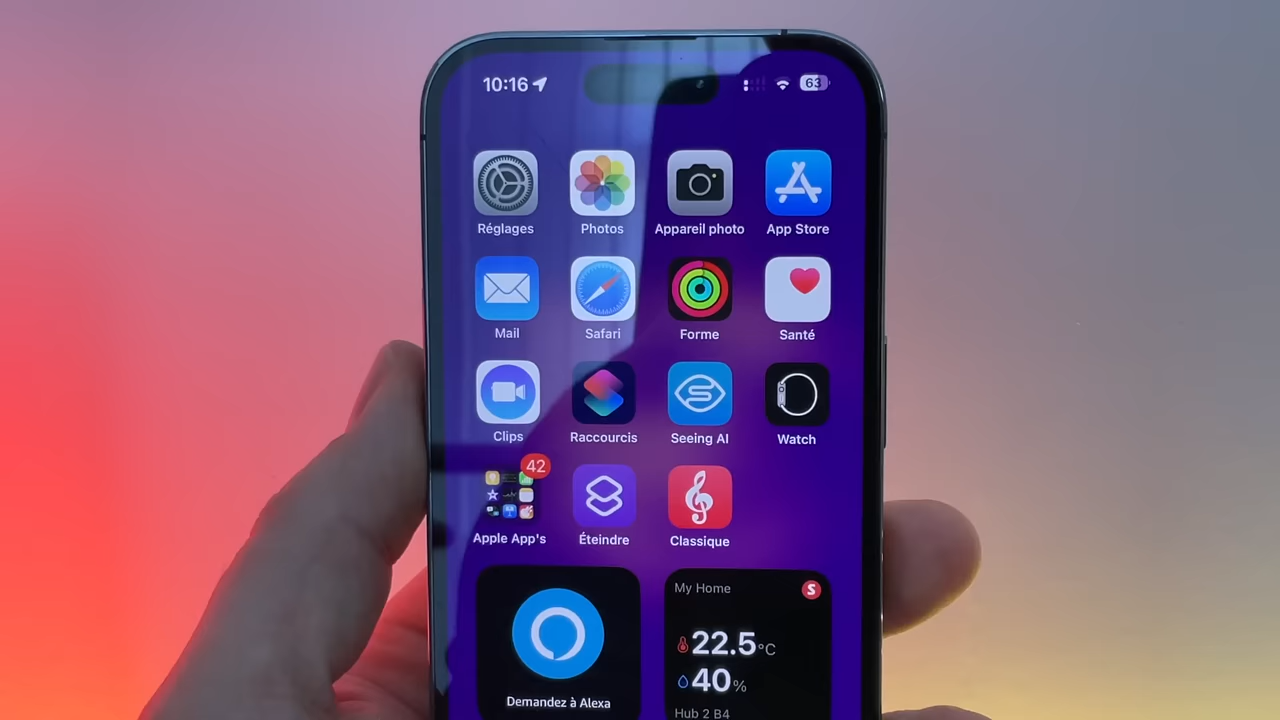 10:16
63
Réglages
Photos
Appareil photo
App Store
Mail
Safari
Forme
Santé
Clips
Raccourcis
Seeing AI
Watch
42
Apple App's
Éteindre
Classique
Demandez à Alexa
My Home
S
22.5°C
40%
Hub 2 B4